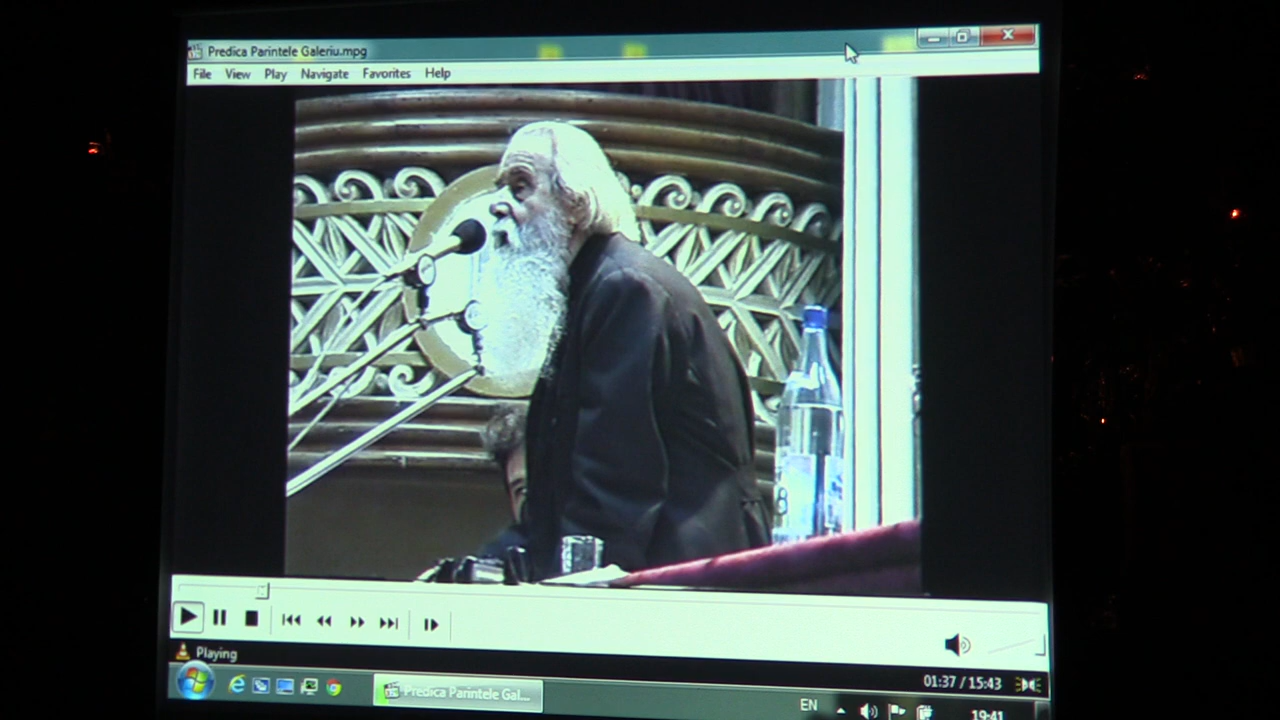 Predica Parintele Galeriu.mpg
File View Play Navigate Favorites Help
Playing
01:37 / 15:43
Predica Parintele Gal...
EN
19:41